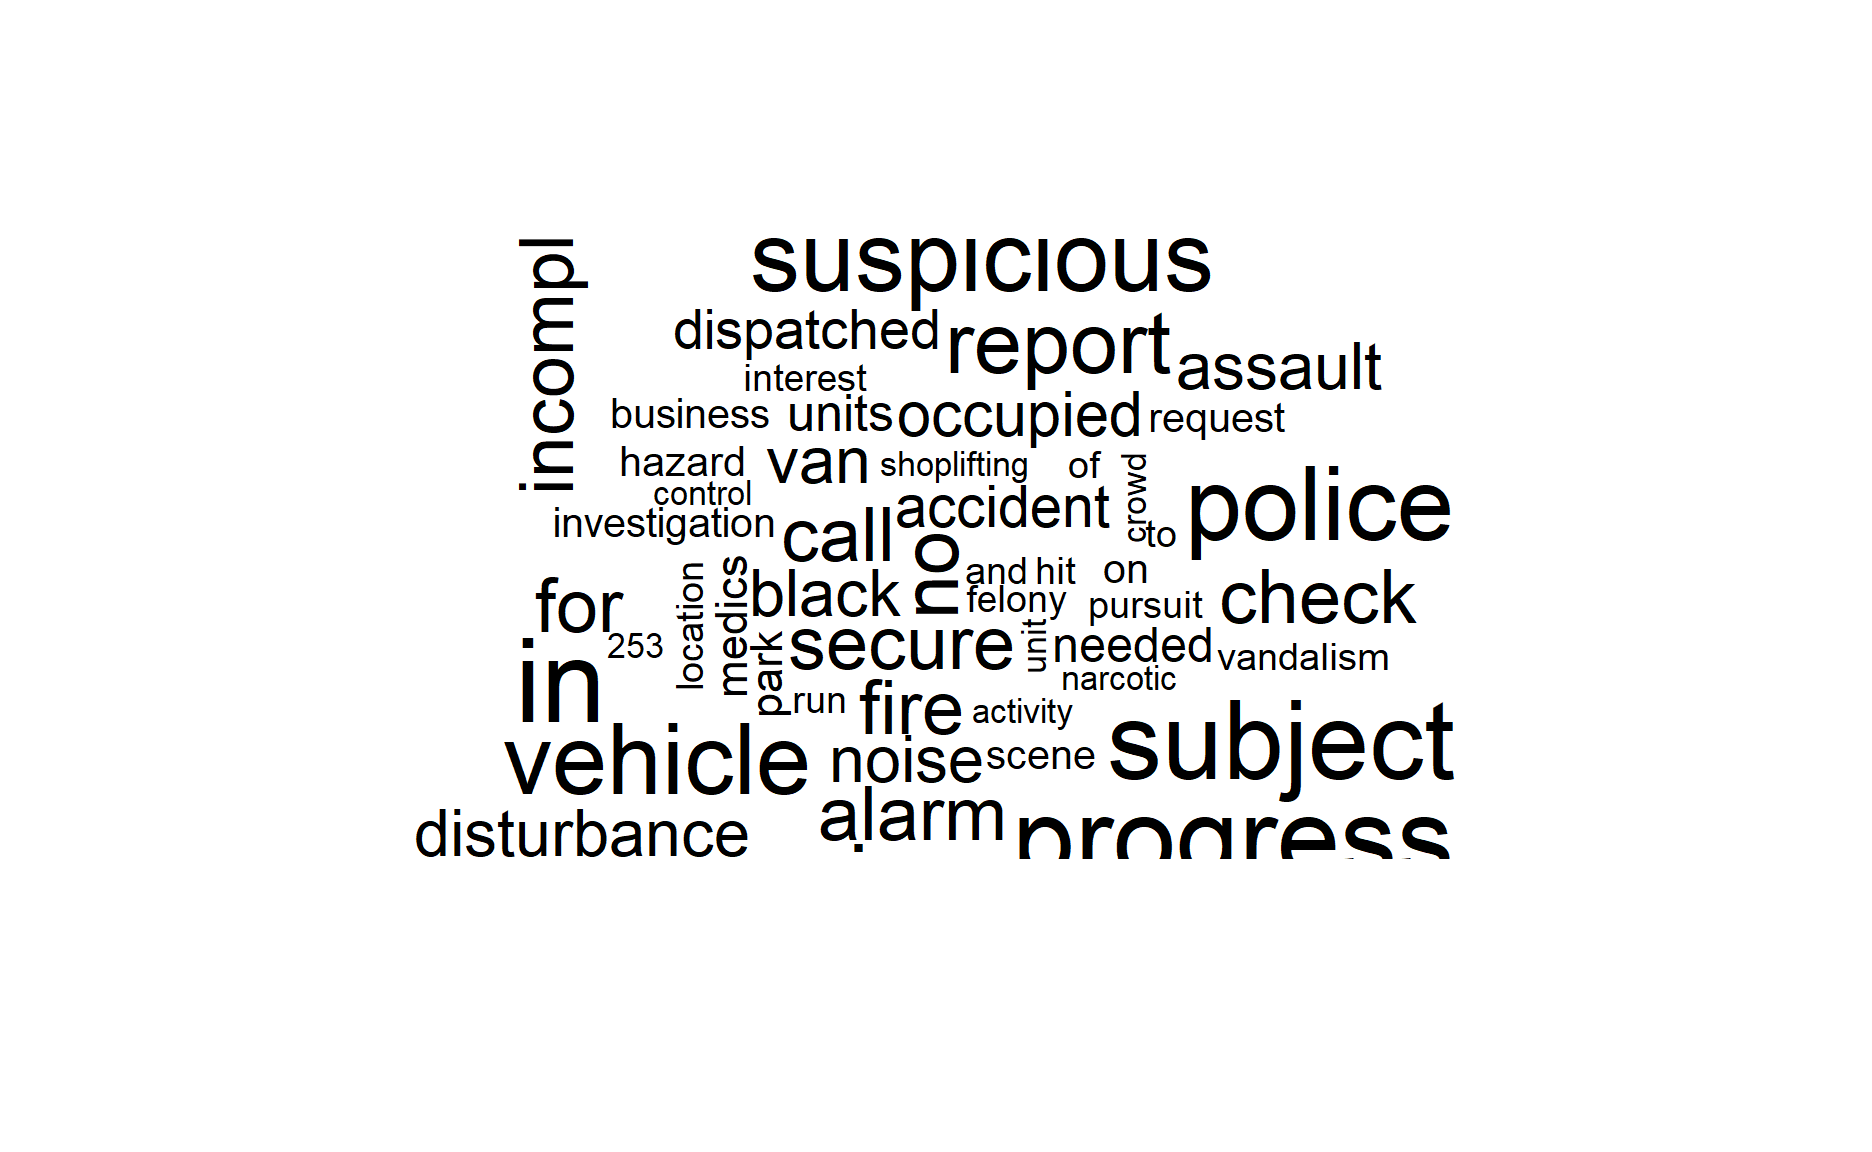 suspicious
incompl
dispatched
report
assault
interest
business
units
occupied
request
hazard
van
shoplifting
of
crowd
control
accident
police
investigation
call
to
no
and
hit
on
location
medics
black
felony
pursuit
check
for
253
park
secure
unit
needed
vandalism
in
narcotic
run
fire
activity
subject
vehicle
noise
scene
alarm
disturbance
progress